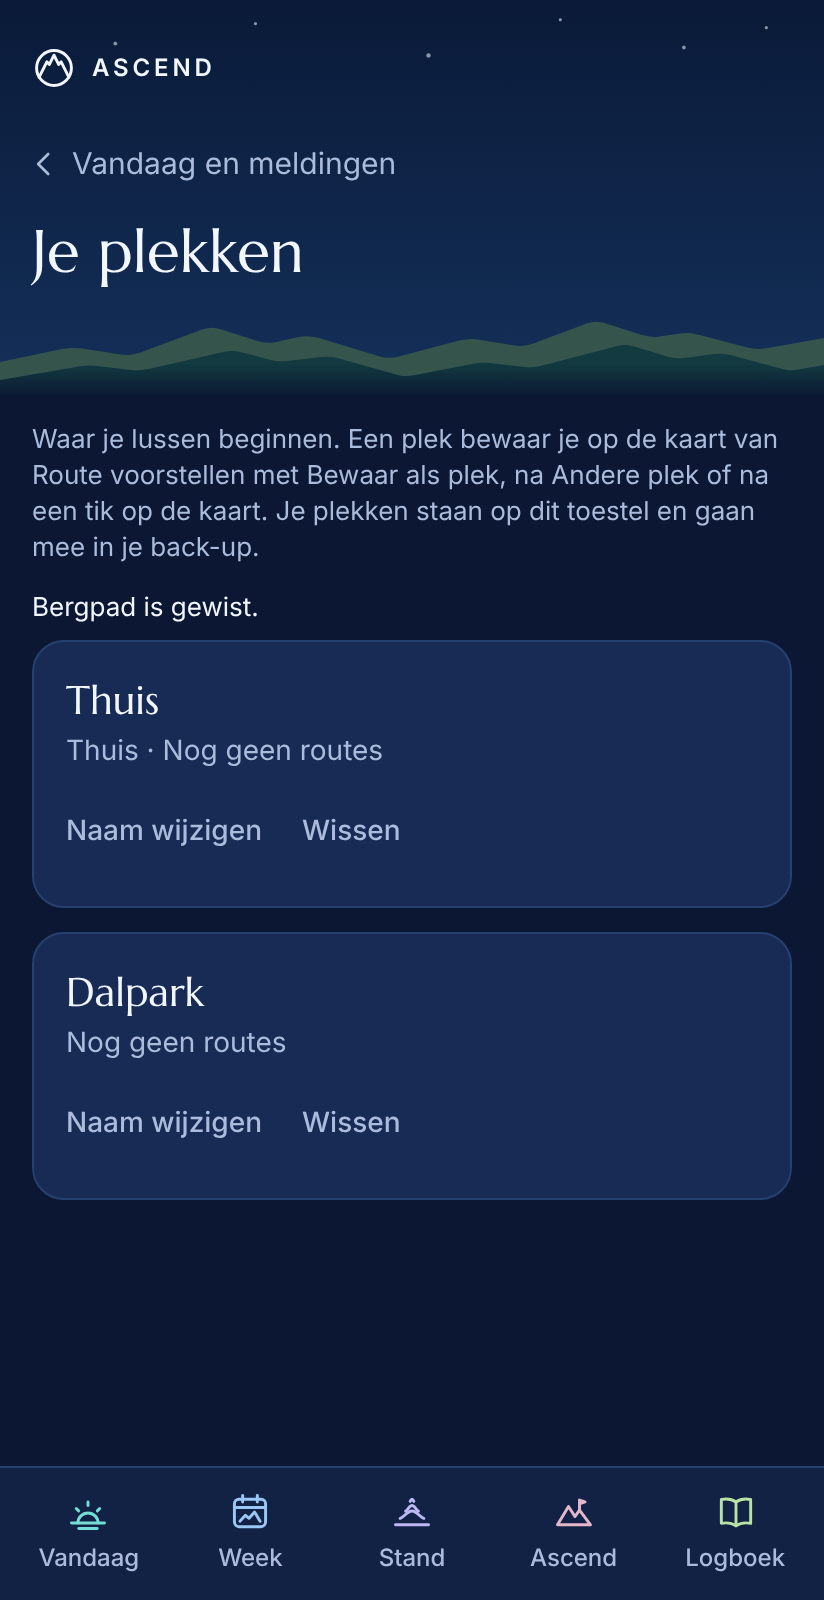 ASCEND
Vandaag en meldingen
Je plekken
Waar je lussen beginnen. Een plek bewaar je op de kaart van
Route voorstellen met Bewaar als plek, na Andere plek of na
een tik op de kaart. Je plekken staan op dit toestel en gaan
mee in je back-up.
Bergpad is gewist.
Thuis
Thuis · Nog geen routes
Naam wijzigen Wissen
Dalpark
Nog geen routes
Naam wijzigen Wissen
Vandaag Week Stand Ascend Logboek